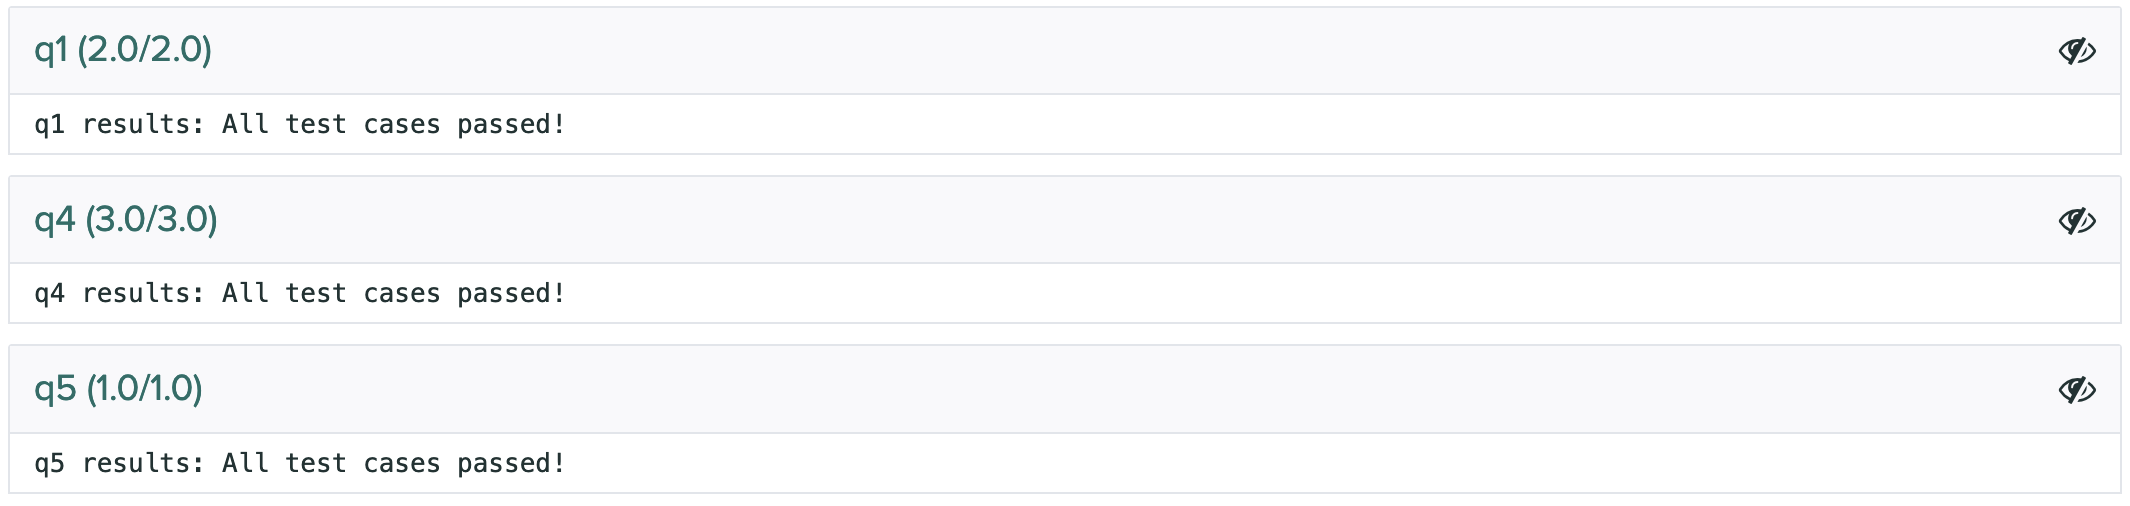 q1 (2.0/2.0)
q1 results: All test cases passed!
q4 (3.0/3.0)
q4 results: All test cases passed!
q5 (1.0/1.0)
q5 results: All test cases passed!